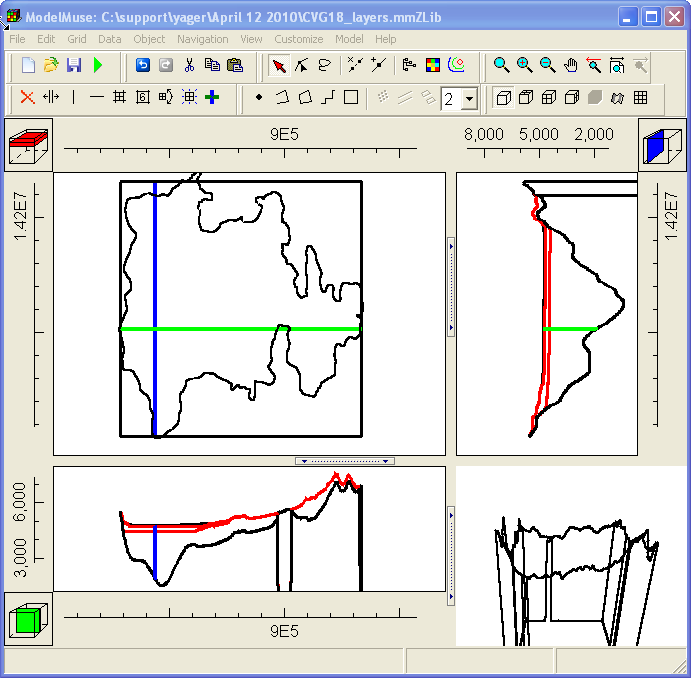 ModelMuse: C:\support\yager\April 12 2010\CVG18_layers.mmZLib
File Edit Grid Data Object Navigation View Customize Model Help
6 2
9E5 8,000 5,000 2,000
1.42E7 1.42E7
6,000
3,000
9E5